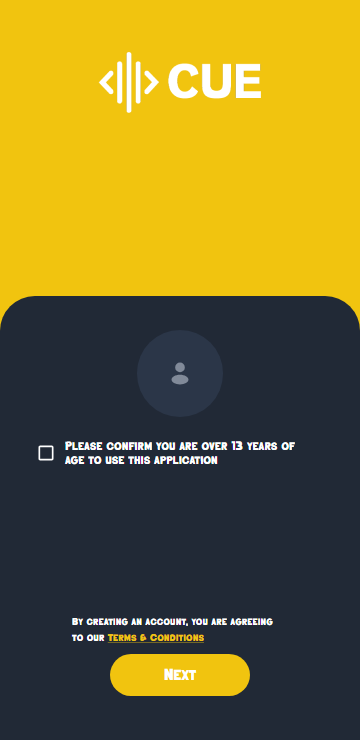 CUE
Please confirm you are over 13 years of
age to use this application
By creating an account, you are agreeing
to our Terms & Conditions
Next